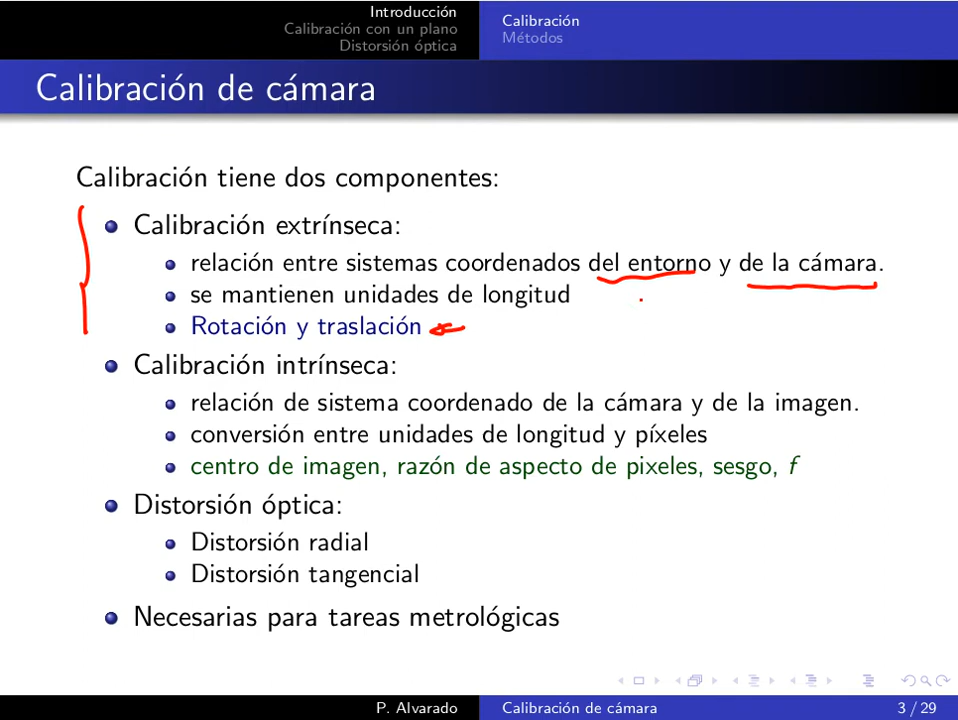 Introducción
Calibración con un plano
Distorsión óptica
Calibración
Métodos
Calibración de cámara
Calibración tiene dos componentes:
Calibración extrínseca:
relación entre sistemas coordenados del entorno y de la cámara.
se mantienen unidades de longitud
Rotación y traslación
Calibración intrínseca:
relación de sistema coordenado de la cámara y de la imagen.
conversión entre unidades de longitud y píxeles
centro de imagen, razón de aspecto de pixeles, sesgo, f
Distorsión óptica:
Distorsión radial
Distorsión tangencial
Necesarias para tareas metrológicas
P. Alvarado
Calibración de cámara
3 / 29